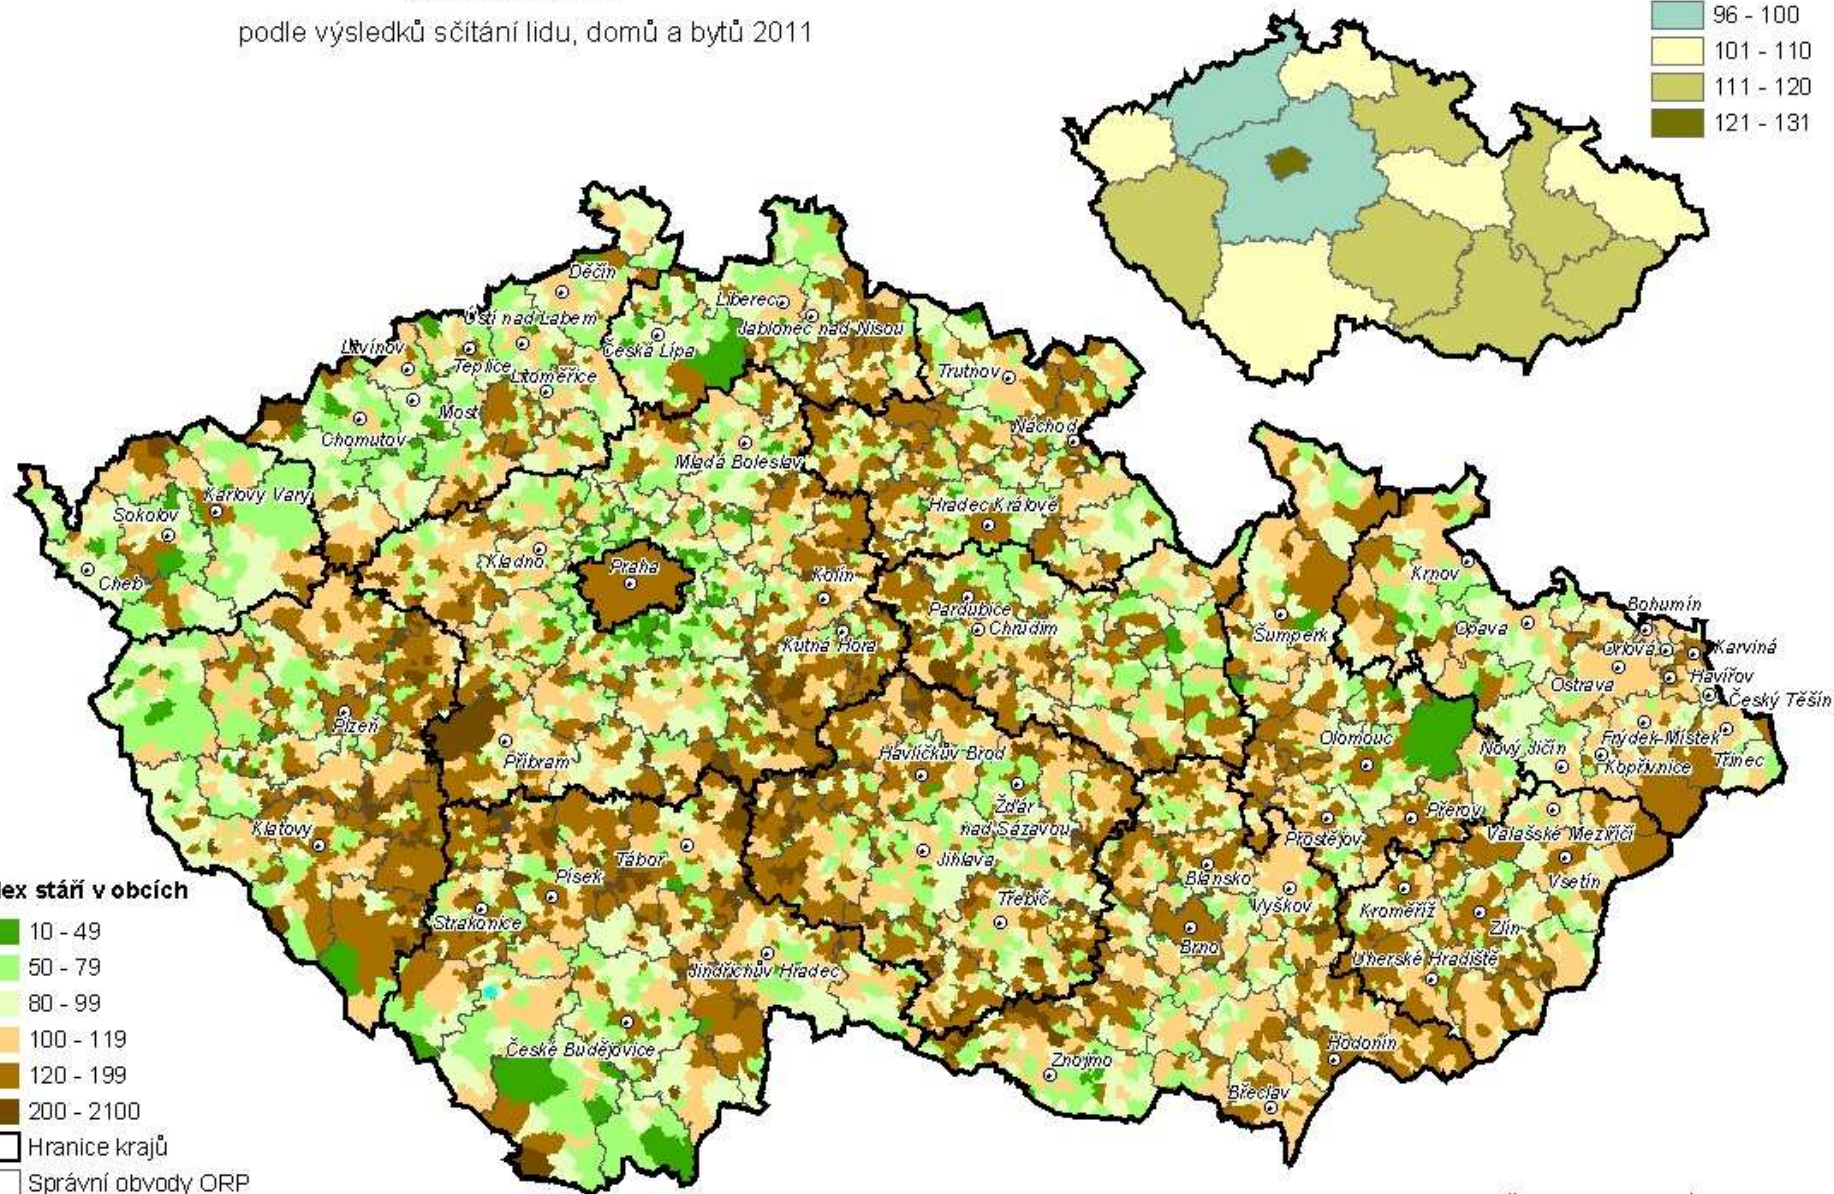 podle výsledků sčítání lidu, domů a bytů 2011
96 - 100
101 - 110
111 - 120
121 - 131
Děčín
Liberec
Ústí nad Labem
Jablonec nad Nisou
Litvínov
Česká Lípa
Teplice
Litoměřice
Trutnov
Most
Chomutov
Náchod
Mladá Boleslav
Karlovy Vary
Sokolov
Hradec Králové
Kladno
Praha
Kolín
Cheb
Krnov
Pardubice
Bohumín
Chrudim
Šumperk
Opava
Kutná Hora
Orlová
Karviná
Havířov
Ostrava
Český Těšín
Plzeň
Olomouc
Nový Jičín
Frýdek-Místek
Havlíčkův Brod
Příbram
Kopřivnice
Třinec
Žďár
nad Sázavou
Klatovy
Přerov
Prostějov
Valašské Meziříčí
Tábor
Jihlava
Písek
Blansko
Vsetín
Třebíč
Vyškov
Kroměříž
Strakonice
Zlín
Brno
Uherské Hradiště
Jindřichův Hradec
České Budějovice
Hodonín
Znojmo
Břeclav
ex stáří v obcích
10 - 49
50 - 79
80 - 99
100 - 119
120 - 199
200 - 2100
Hranice krajů
Správní obvody ORP